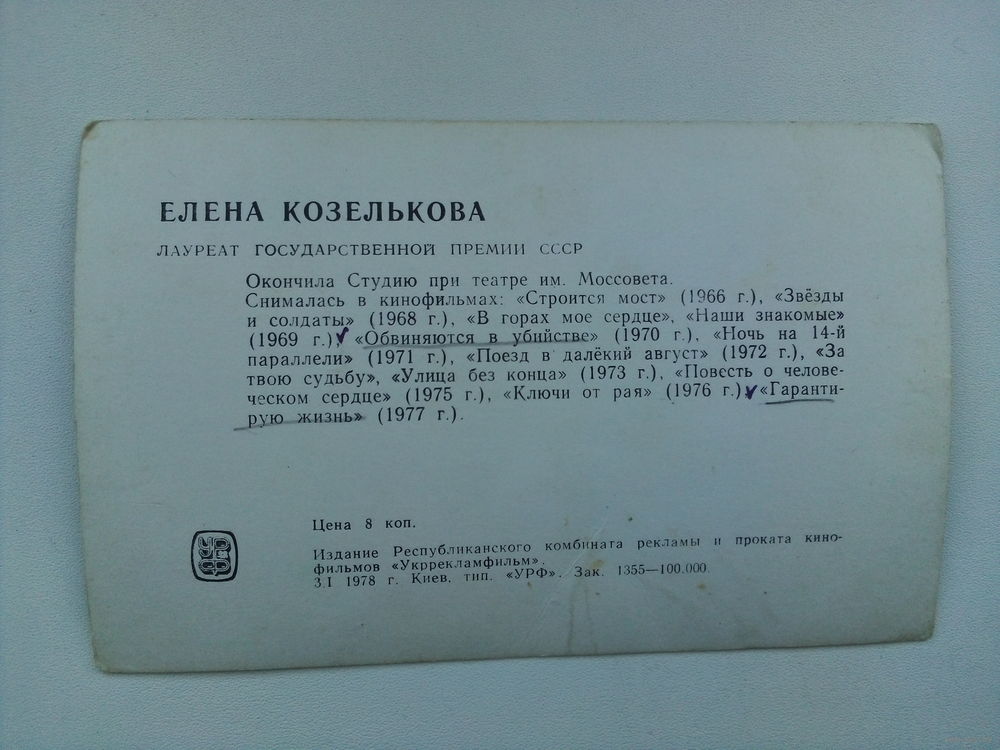 ЕЛЕНА КОЗЕЛЬКОВА
ЛАУРЕАТ ГОСУДАРСТВЕННОЙ ПРЕМИИ СССР
Окончила Студию при театре им. Моссовета.
Снималась в кинофильмах: «Строится мост» (1966 г.), «Звёзды
и солдаты» (1968 г.), «В горах мое сердце», «Наши знакомые»
(1969 г.), «Обвиняются в убийстве» (1970 г.), «Ночь на 14-й
параллели» (1971 г.), «Поезд в далёкий август» (1972 г.), «За
твою судьбу», «Улица без конца» (1973 г.), «Повесть о челове-
ческом сердце» (1975 г.), «Ключи от рая» (1976 г.), «Гаранти-
рую жизнь» (1977 г.).
Цена 8 коп.
Издание Республиканского комбината рекламы и проката кино-
фильмов «Укррекламфильм».
3.I 1978 г. Киев, тип. «УРФ». Зак. 1355—100.000.